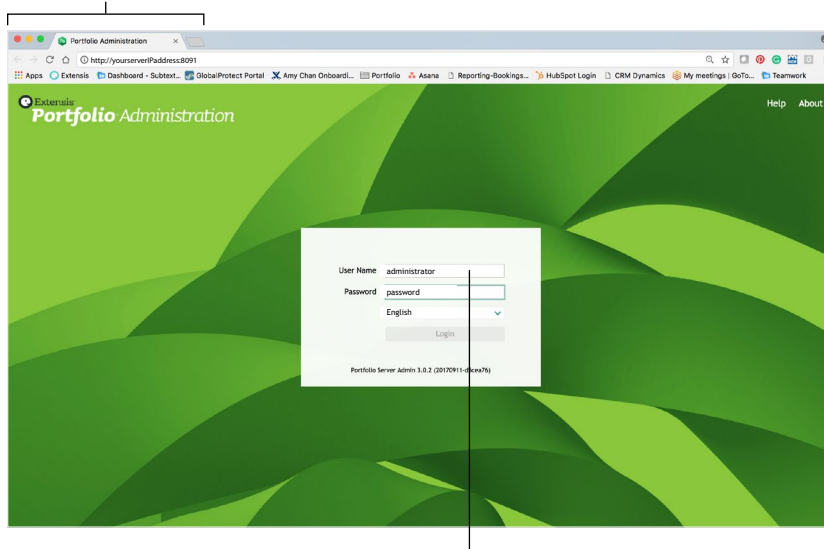 Portfolio Administration
http://yourserverIPaddress:8091
Apps Extensis Dashboard - Subtext... GlobalProtect Portal Amy Chan Onboardi... Portfolio Asana Reporting-Bookings... HubSpot Login CRM Dynamics My meetings | GoTo... Teamwork
Extensis
Portfolio Administration
Help About
User Name administrator
Password password
English
Login
Portfolio Server Admin 3.0.2